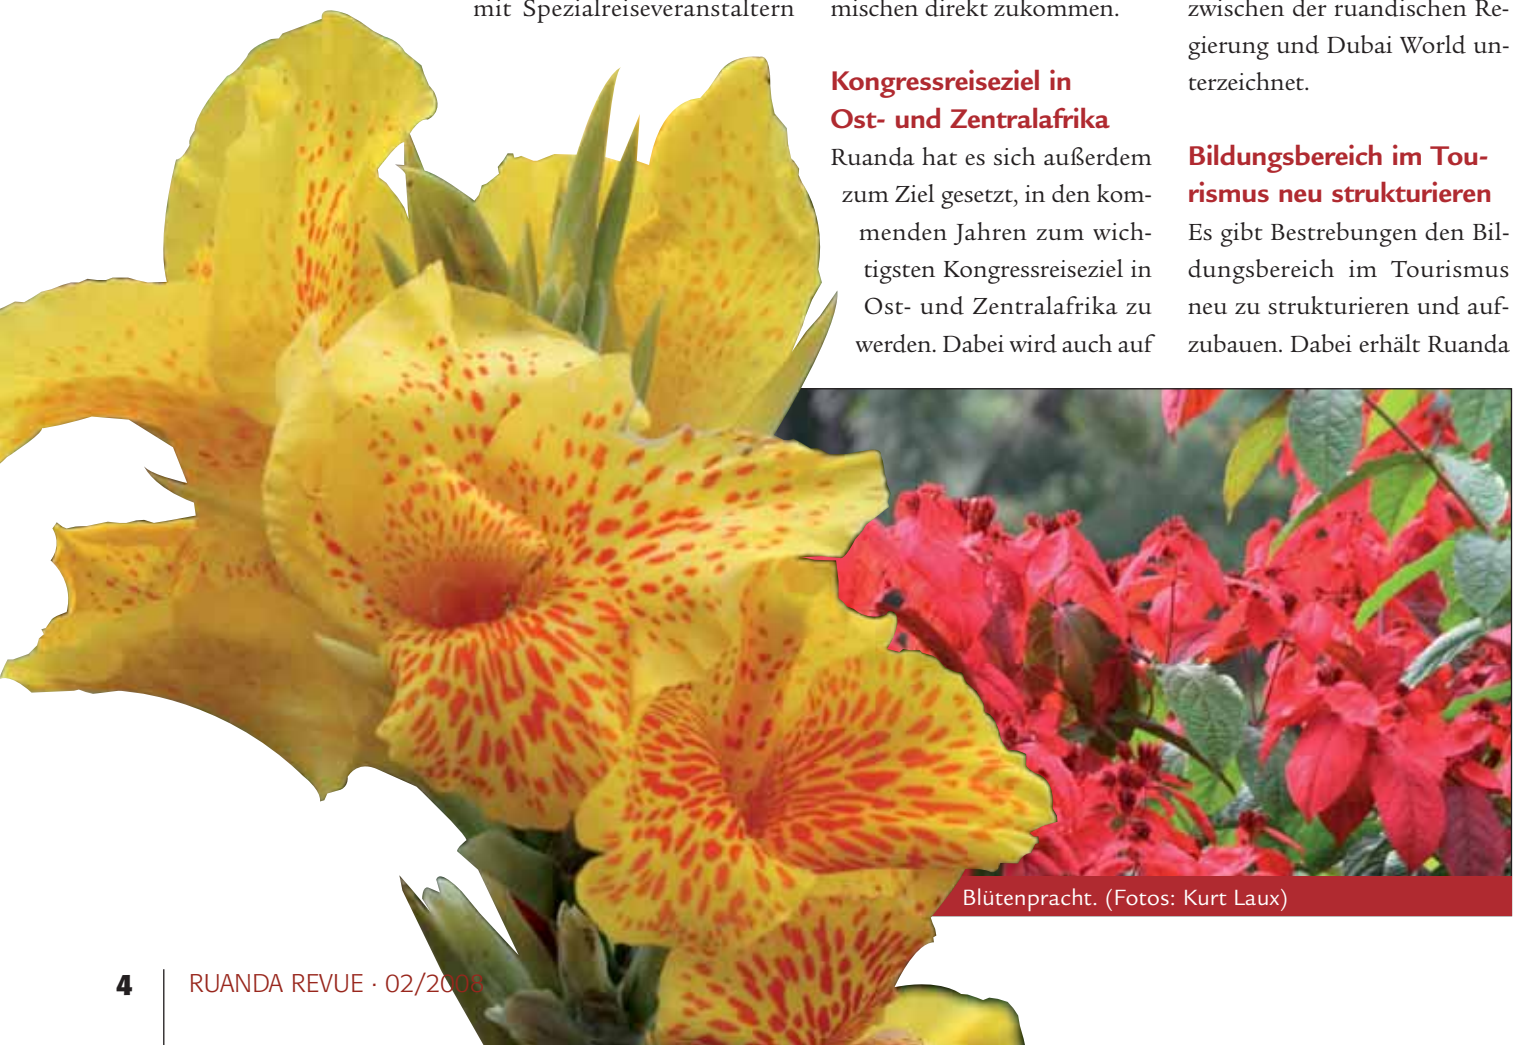 mit Spezialreiseveranstaltern
mischen direkt zukommen.
Kongressreiseziel in
Ost- und Zentralafrika
Ruanda hat es sich außerdem
zum Ziel gesetzt, in den kom-
menden Jahren zum wich-
tigsten Kongressreiseziel in
Ost- und Zentralafrika zu
werden. Dabei wird auch auf
zwischen der ruandischen Re-
gierung und Dubai World un-
terzeichnet.
Bildungsbereich im Tou-
rismus neu strukturieren
Es gibt Bestrebungen den Bil-
dungsbereich im Tourismus
neu zu strukturieren und auf-
zubauen. Dabei erhält Ruanda
Blütenpracht. (Fotos: Kurt Laux)
4
RUANDA REVUE · 02/2008